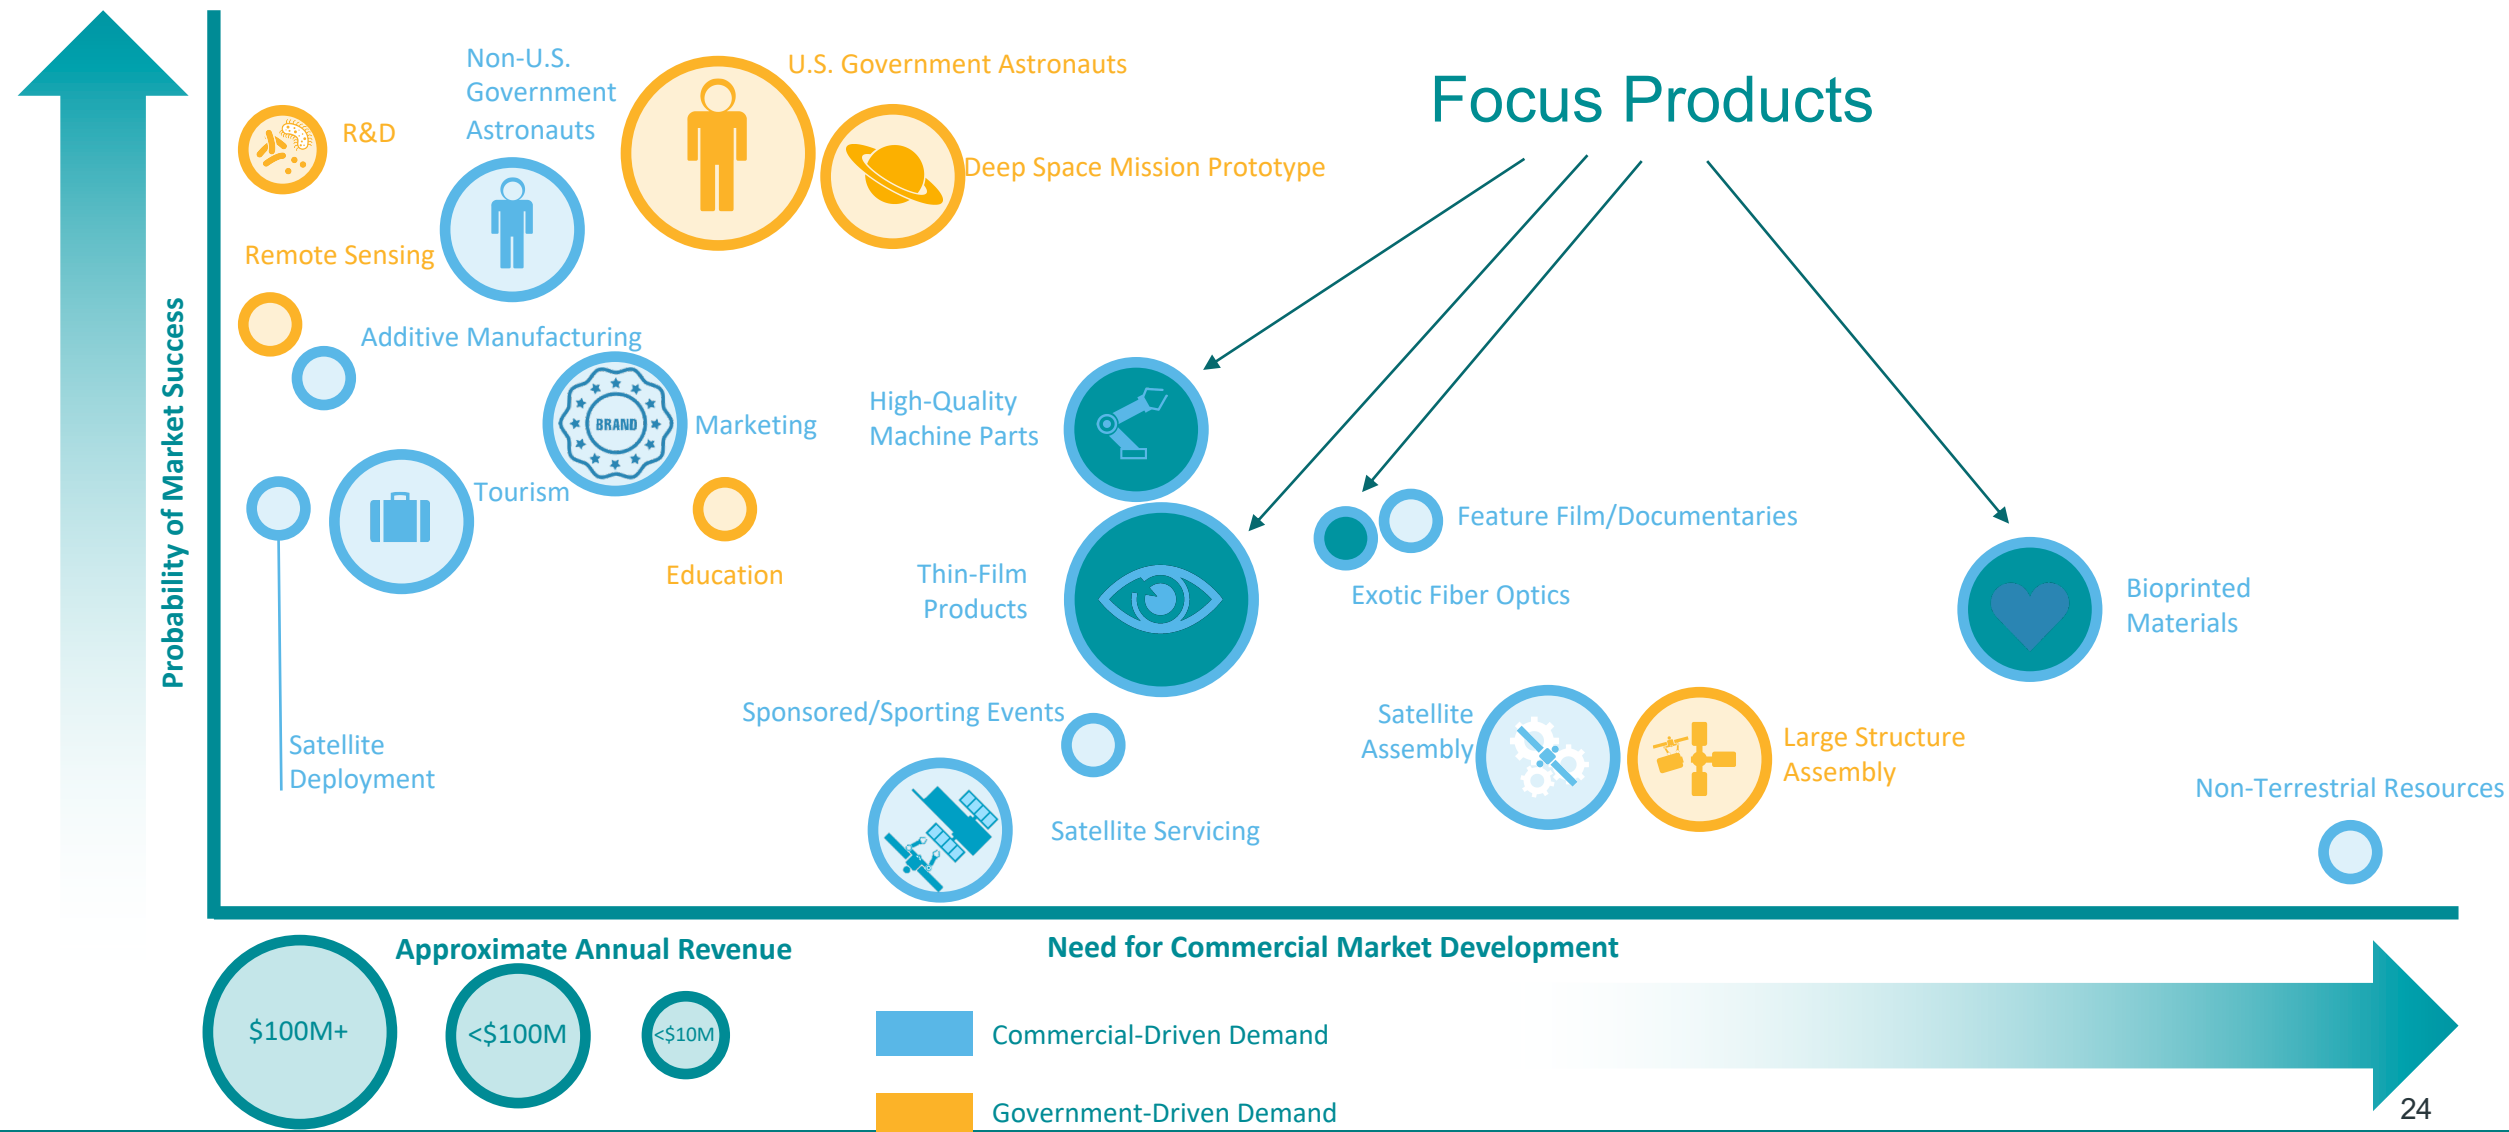 Focus Products
Non-U.S.
Government
Astronauts
U.S. Government Astronauts
R&D
Deep Space Mission Prototype
Remote Sensing
Additive Manufacturing
High-Quality
Machine Parts
BRAND
Marketing
Tourism
Education
Feature Film/Documentaries
Thin-Film
Products
Exotic Fiber Optics
Bioprinted
Materials
Sponsored/Sporting Events
Satellite
Assembly
Large Structure
Assembly
Satellite
Deployment
Non-Terrestrial Resources
Satellite Servicing
Probability of Market Success
Approximate Annual Revenue
Need for Commercial Market Development
$100M+
<$100M
<$10M
Commercial-Driven Demand
Government-Driven Demand
24